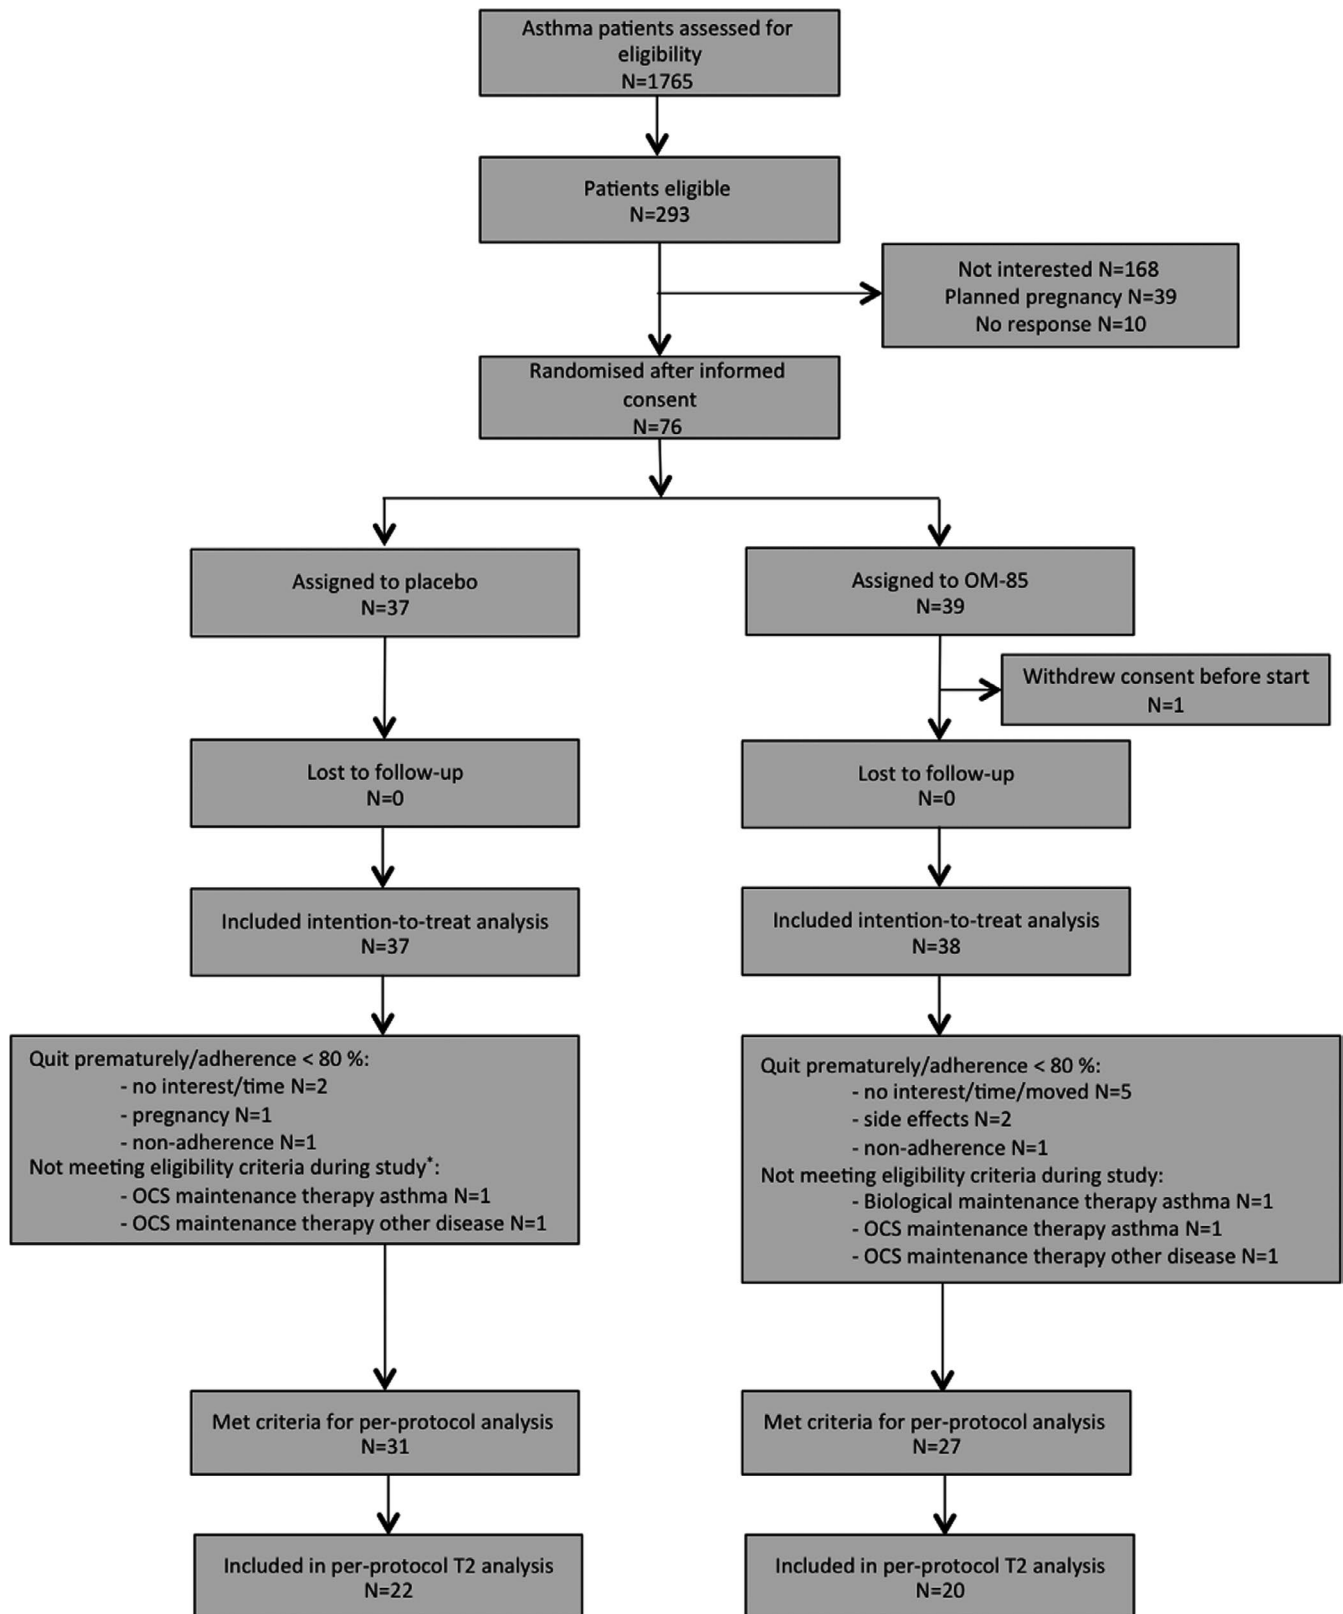 Asthma patients assessed for
eligibility
N=1765
Patients eligible
N=293
Not interested N=168
Planned pregnancy N=39
No response N=10
Randomised after informed
consent
N=76
Assigned to placebo
N=37
Assigned to OM-85
N=39
Withdrew consent before start
N=1
Lost to follow-up
N=0
Lost to follow-up
N=0
Included intention-to-treat analysis
N=37
Included intention-to-treat analysis
N=38
Quit prematurely/adherence < 80 %:
- no interest/time N=2
- pregnancy N=1
- non-adherence N=1
Not meeting eligibility criteria during study*:
- OCS maintenance therapy asthma N=1
- OCS maintenance therapy other disease N=1
Quit prematurely/adherence < 80 %:
- no interest/time/moved N=5
- side effects N=2
- non-adherence N=1
Not meeting eligibility criteria during study:
- Biological maintenance therapy asthma N=1
- OCS maintenance therapy asthma N=1
- OCS maintenance therapy other disease N=1
Met criteria for per-protocol analysis
N=31
Met criteria for per-protocol analysis
N=27
Included in per-protocol T2 analysis
N=22
Included in per-protocol T2 analysis
N=20